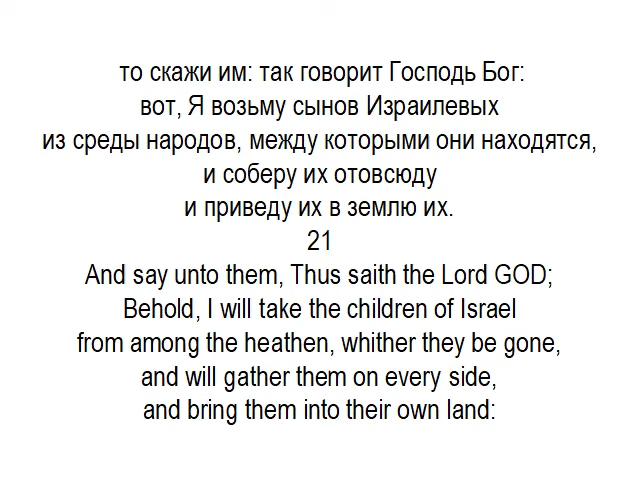 то скажи им: так говорит Господь Бог:
вот, Я возьму сынов Израилевых
из среды народов, между которыми они находятся,
и соберу их отовсюду
и приведу их в землю их.
21
And say unto them, Thus saith the Lord GOD;
Behold, I will take the children of Israel
from among the heathen, whither they be gone,
and will gather them on every side,
and bring them into their own land: